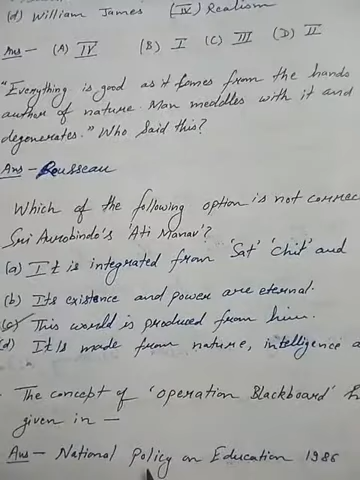 (d) William James (IV) Realism
Ans - (A) IV (B) I (C) III (D) II
"Everything is good as it comes from the hands
author of nature. Man meddles with it and
degenerates." Who Said this?
Ans - Rousseau
Which of the following option is not correc
Sri Aurobindo's 'Ati Manav'?
(a) It is integrated from 'Sat' 'Chit' and
(b) Its existence and power are eternal.
(c) This world is produced from him.
(d) It Is made from nature, intelligence a
The concept of 'Operation Blackboard' h
given in -
Ans - National Policy on Education 1986